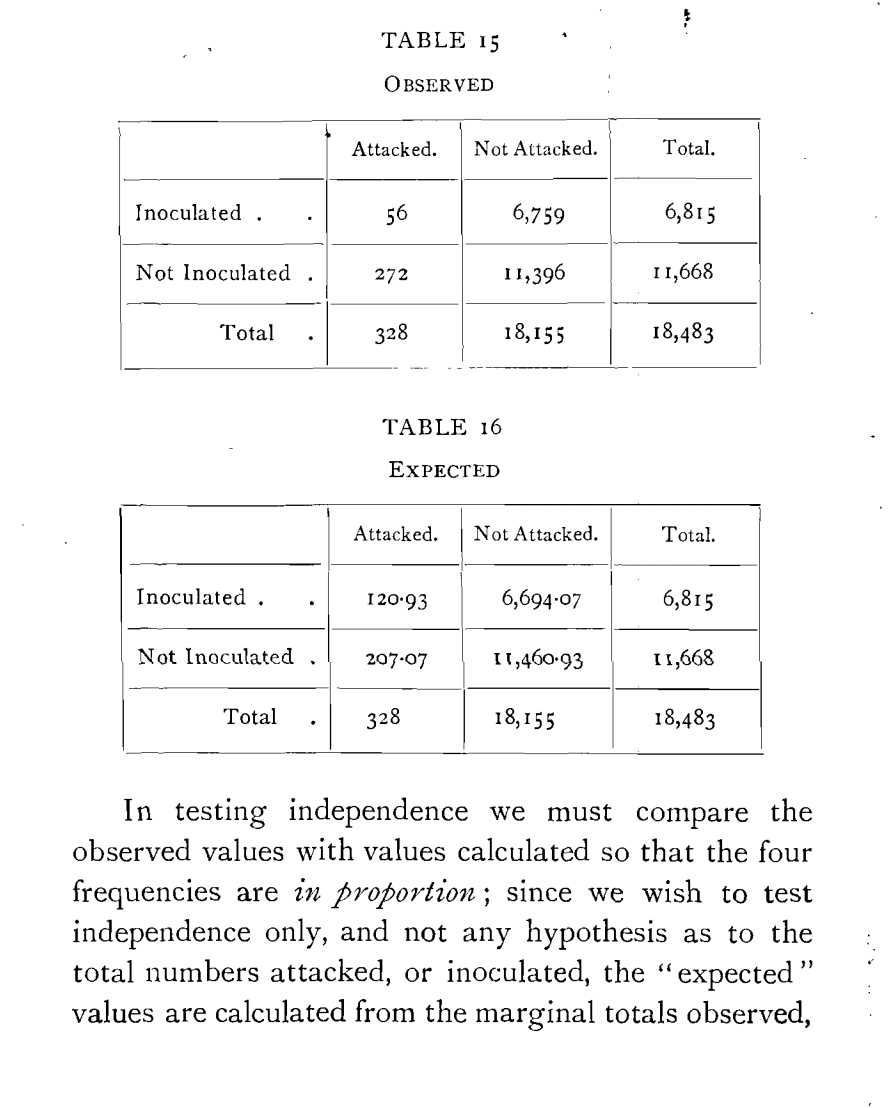 TABLE 15
OBSERVED
Attacked. Not Attacked. Total.
Inoculated . . 56 6,759 6,815
Not Inoculated . 272 11,396 11,668
Total . 328 18,155 18,483
TABLE 16
EXPECTED
Attacked. Not Attacked. Total.
Inoculated . . 120·93 6,694·07 6,815
Not Inoculated . 207·07 11,460·93 11,668
Total . 328 18,155 18,483
In testing independence we must compare the
observed values with values calculated so that the four
frequencies are in proportion ; since we wish to test
independence only, and not any hypothesis as to the
total numbers attacked, or inoculated, the “expected”
values are calculated from the marginal totals observed,